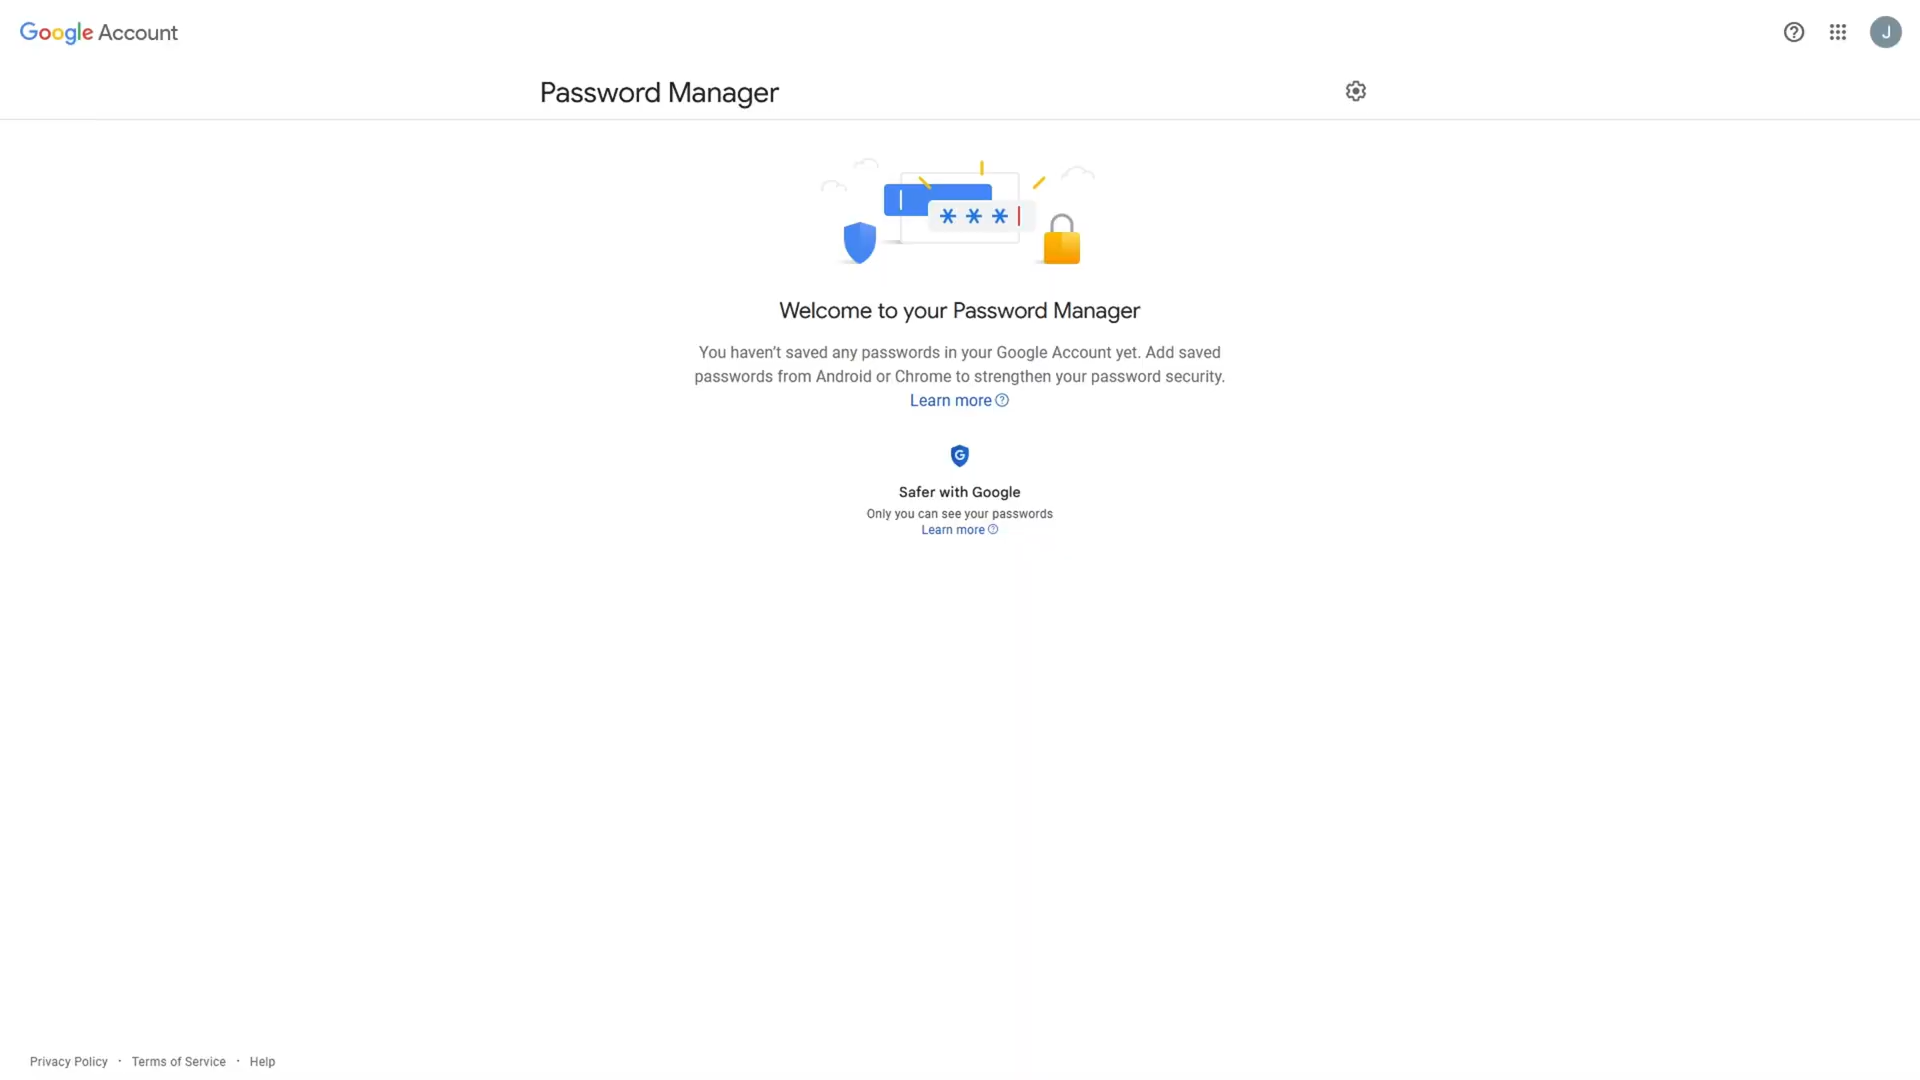 Google Account
J
Password Manager
* * *
Welcome to your Password Manager
You haven’t saved any passwords in your Google Account yet. Add saved
passwords from Android or Chrome to strengthen your password security.
Learn more
G
Safer with Google
Only you can see your passwords
Learn more
Privacy Policy · Terms of Service · Help